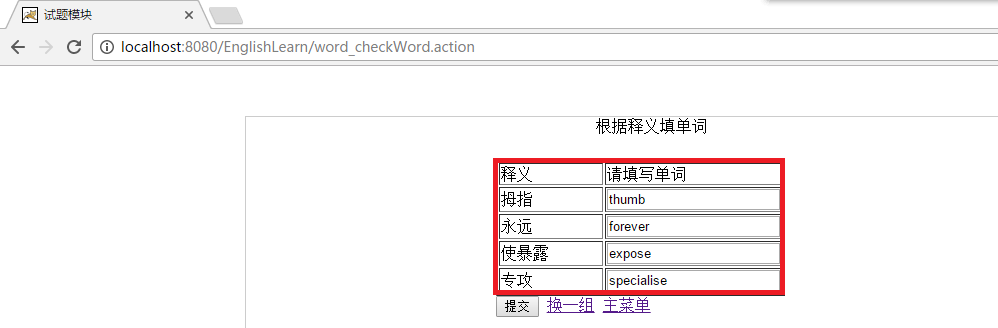 试题模块
localhost:8080/EnglishLearn/word_checkWord.action
根据释义填单词
释义 请填写单词
拇指 thumb
永远 forever
使暴露 expose
专攻 specialise
提交 换一组 主菜单